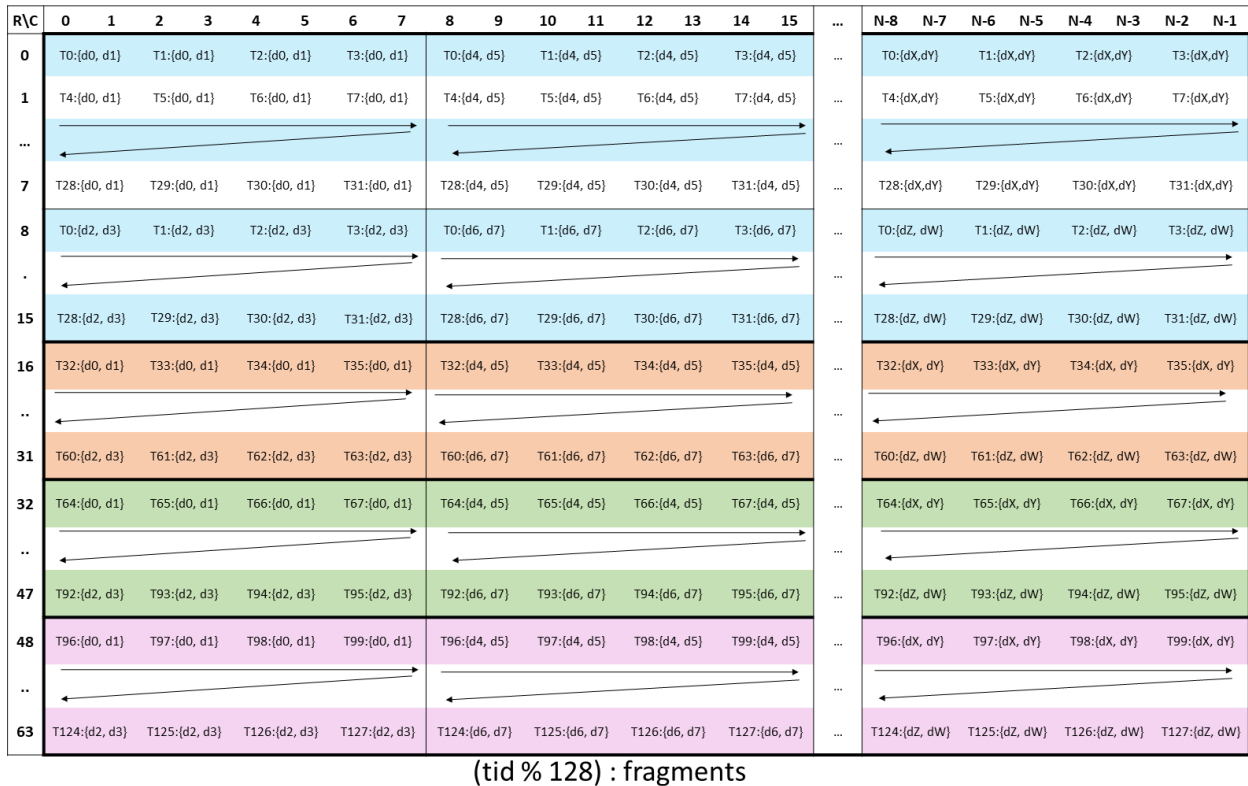 R\C 0 1 2 3 4 5 6 7 8 9 10 11 12 13 14 15 ... N-8 N-7 N-6 N-5 N-4 N-3 N-2 N-1
0 T0:{d0, d1} T1:{d0, d1} T2:{d0, d1} T3:{d0, d1} T0:{d4, d5} T1:{d4, d5} T2:{d4, d5} T3:{d4, d5} ... T0:{dX,dY} T1:{dX,dY} T2:{dX,dY} T3:{dX,dY}
1 T4:{d0, d1} T5:{d0, d1} T6:{d0, d1} T7:{d0, d1} T4:{d4, d5} T5:{d4, d5} T6:{d4, d5} T7:{d4, d5} ... T4:{dX,dY} T5:{dX,dY} T6:{dX,dY} T7:{dX,dY}
... ...
7 T28:{d0, d1} T29:{d0, d1} T30:{d0, d1} T31:{d0, d1} T28:{d4, d5} T29:{d4, d5} T30:{d4, d5} T31:{d4, d5} ... T28:{dX,dY} T29:{dX,dY} T30:{dX,dY} T31:{dX,dY}
8 T0:{d2, d3} T1:{d2, d3} T2:{d2, d3} T3:{d2, d3} T0:{d6, d7} T1:{d6, d7} T2:{d6, d7} T3:{d6, d7} ... T0:{dZ, dW} T1:{dZ, dW} T2:{dZ, dW} T3:{dZ, dW}
. ...
15 T28:{d2, d3} T29:{d2, d3} T30:{d2, d3} T31:{d2, d3} T28:{d6, d7} T29:{d6, d7} T30:{d6, d7} T31:{d6, d7} ... T28:{dZ, dW} T29:{dZ, dW} T30:{dZ, dW} T31:{dZ, dW}
16 T32:{d0, d1} T33:{d0, d1} T34:{d0, d1} T35:{d0, d1} T32:{d4, d5} T33:{d4, d5} T34:{d4, d5} T35:{d4, d5} ... T32:{dX, dY} T33:{dX, dY} T34:{dX, dY} T35:{dX, dY}
.. ...
31 T60:{d2, d3} T61:{d2, d3} T62:{d2, d3} T63:{d2, d3} T60:{d6, d7} T61:{d6, d7} T62:{d6, d7} T63:{d6, d7} ... T60:{dZ, dW} T61:{dZ, dW} T62:{dZ, dW} T63:{dZ, dW}
32 T64:{d0, d1} T65:{d0, d1} T66:{d0, d1} T67:{d0, d1} T64:{d4, d5} T65:{d4, d5} T66:{d4, d5} T67:{d4, d5} ... T64:{dX, dY} T65:{dX, dY} T66:{dX, dY} T67:{dX, dY}
.. ...
47 T92:{d2, d3} T93:{d2, d3} T94:{d2, d3} T95:{d2, d3} T92:{d6, d7} T93:{d6, d7} T94:{d6, d7} T95:{d6, d7} ... T92:{dZ, dW} T93:{dZ, dW} T94:{dZ, dW} T95:{dZ, dW}
48 T96:{d0, d1} T97:{d0, d1} T98:{d0, d1} T99:{d0, d1} T96:{d4, d5} T97:{d4, d5} T98:{d4, d5} T99:{d4, d5} ... T96:{dX, dY} T97:{dX, dY} T98:{dX, dY} T99:{dX, dY}
.. ...
63 T124:{d2, d3} T125:{d2, d3} T126:{d2, d3} T127:{d2, d3} T124:{d6, d7} T125:{d6, d7} T126:{d6, d7} T127:{d6, d7} ... T124:{dZ, dW} T125:{dZ, dW} T126:{dZ, dW} T127:{dZ, dW}
(tid % 128) : fragments